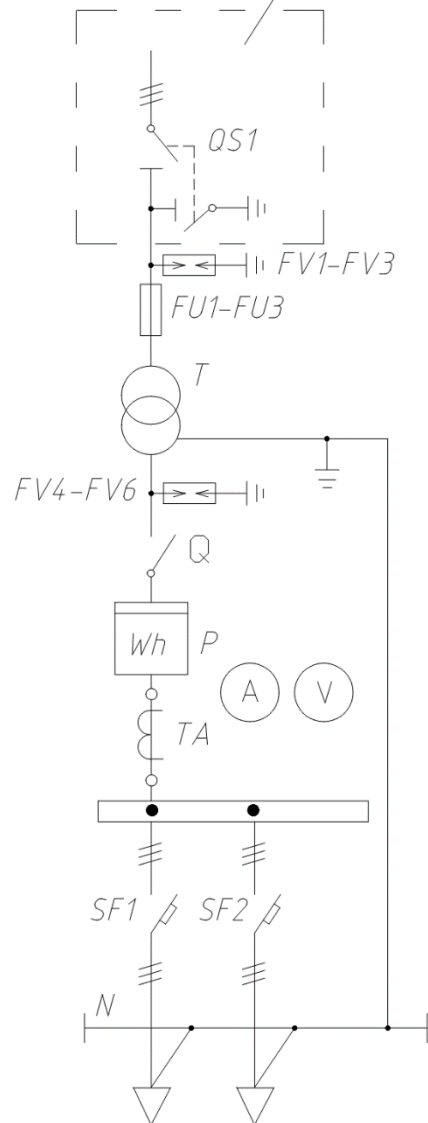 QS1
FV1-FV3
FU1-FU3
T
FV4-FV6
Q
Wh P
A V
TA
SF1 SF2
N